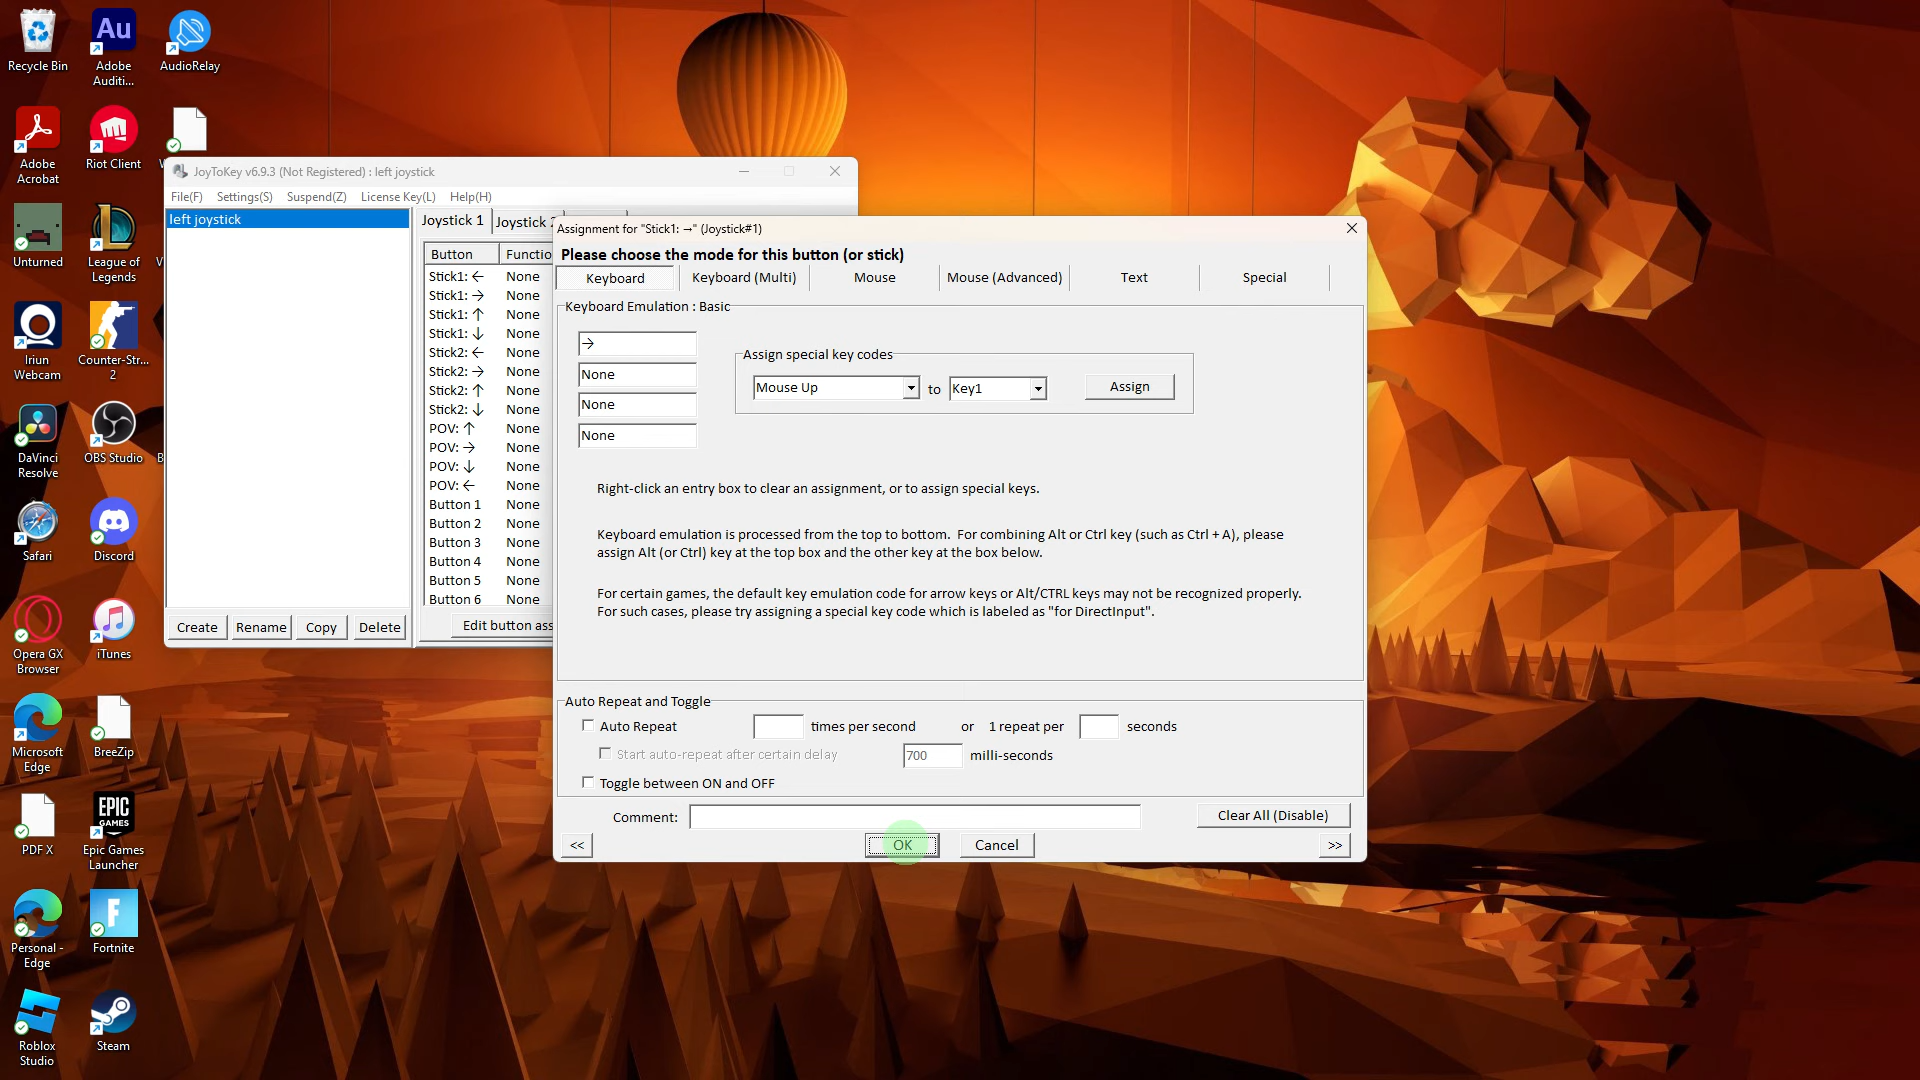 Recycle Bin
Adobe
Auditi...
AudioRelay
Adobe
Acrobat
Riot Client
Unturned
League of
Legends
Iriun
Webcam
Counter-Str...
2
DaVinci
Resolve
OBS Studio
Safari
Discord
Opera GX
Browser
iTunes
Microsoft
Edge
BreeZip
PDF X
Epic Games
Launcher
Personal -
Edge
Fortnite
Roblox
Studio
Steam
JoyToKey v6.9.3 (Not Registered) : left joystick
File(F) Settings(S) Suspend(Z) License Key(L) Help(H)
left joystick
Create Rename Copy Delete
Joystick 1 Joystick 2
Button Functio
Stick1: ← None
Stick1: → None
Stick1: ↑ None
Stick1: ↓ None
Stick2: ← None
Stick2: → None
Stick2: ↑ None
Stick2: ↓ None
POV: ↑ None
POV: → None
POV: ↓ None
POV: ← None
Button 1 None
Button 2 None
Button 3 None
Button 4 None
Button 5 None
Button 6 None
Edit button ass
Assignment for "Stick1: →" (Joystick#1)
Please choose the mode for this button (or stick)
Keyboard Keyboard (Multi) Mouse Mouse (Advanced) Text Special
Keyboard Emulation : Basic
→
None
None
None
Assign special key codes
Mouse Up to Key1 Assign
Right-click an entry box to clear an assignment, or to assign special keys.
Keyboard emulation is processed from the top to bottom. For combining Alt or Ctrl key (such as Ctrl + A), please
assign Alt (or Ctrl) key at the top box and the other key at the box below.
For certain games, the default key emulation code for arrow keys or Alt/CTRL keys may not be recognized properly.
For such cases, please try assigning a special key code which is labeled as "for DirectInput".
Auto Repeat and Toggle
Auto Repeat times per second or 1 repeat per seconds
Start auto-repeat after certain delay 700 milli-seconds
Toggle between ON and OFF
Comment: Clear All (Disable)
<< OK Cancel >>